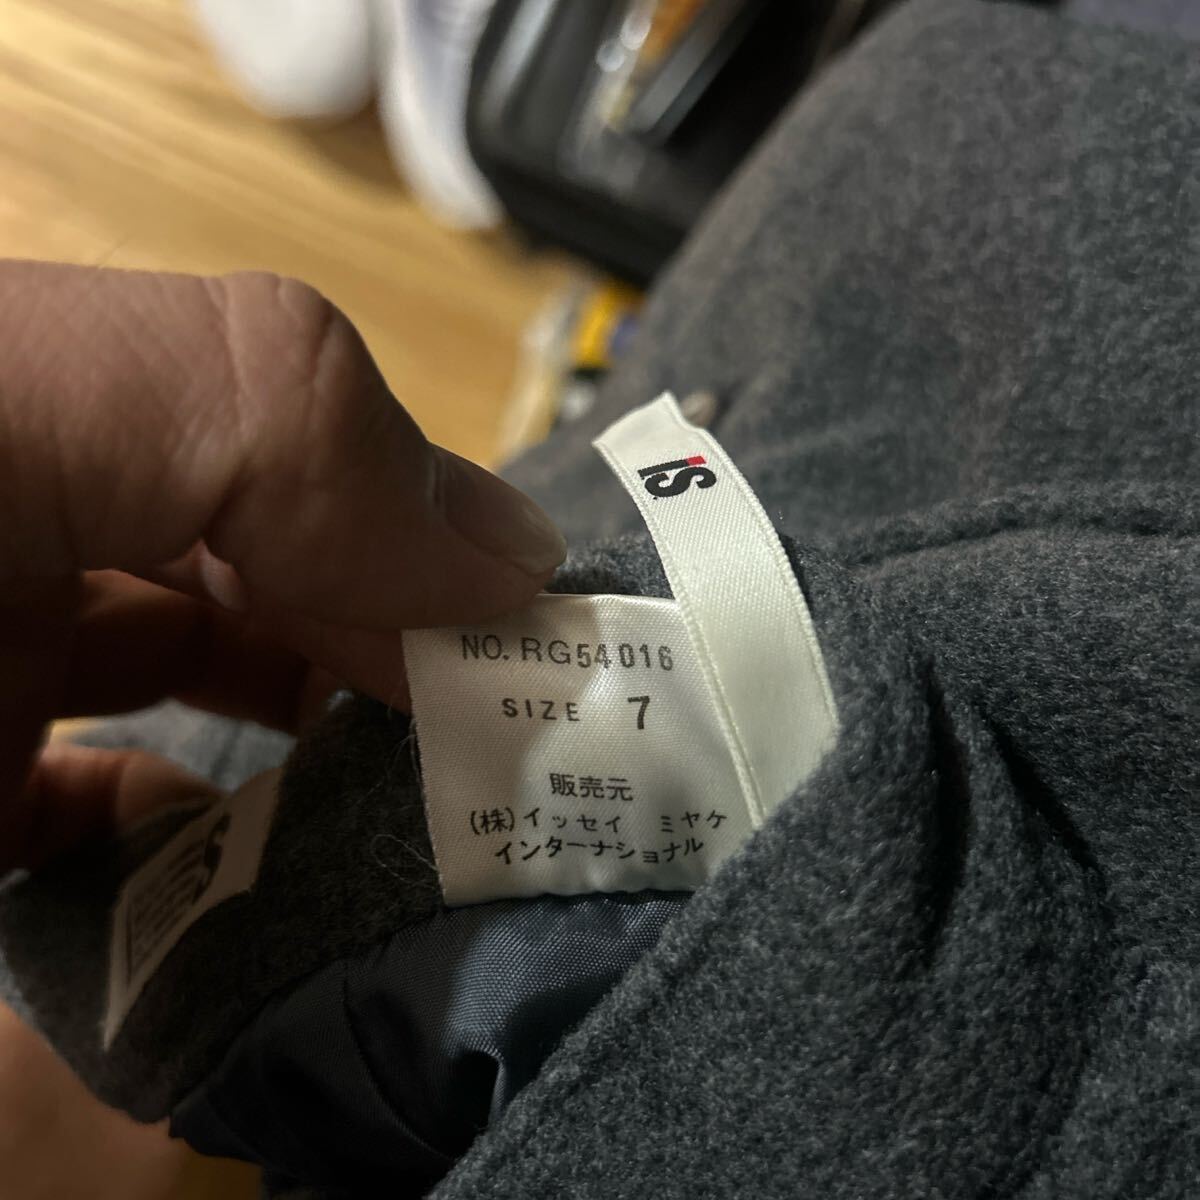 iS
NO. RG54016
SIZE 7
販売元
(株)イッセイ ミヤケ
インターナショナル
S